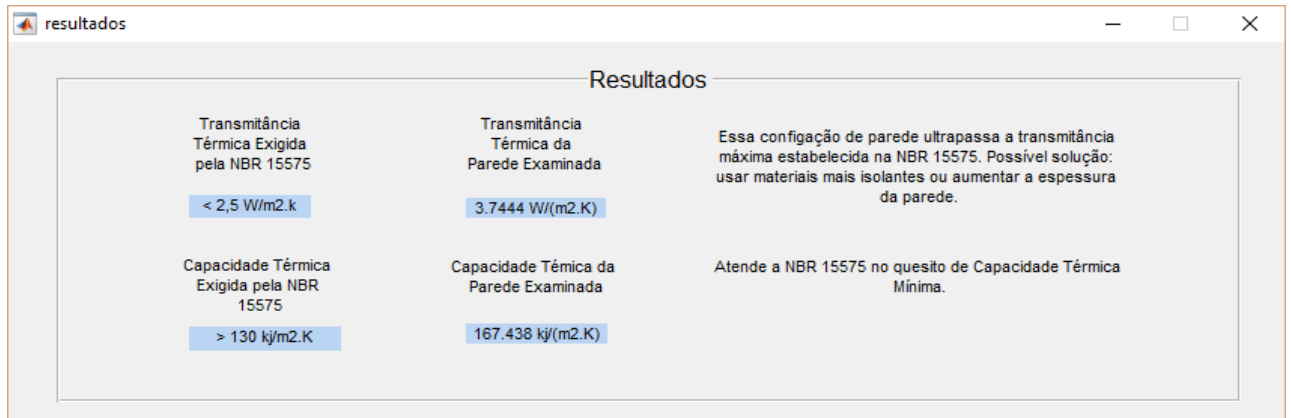 resultados
Resultados
Transmitância
Térmica Exigida
pela NBR 15575
< 2,5 W/m2.k
Transmitância
Térmica da
Parede Examinada
3.7444 W/(m2.K)
Essa configação de parede ultrapassa a transmitância
máxima estabelecida na NBR 15575. Possível solução:
usar materiais mais isolantes ou aumentar a espessura
da parede.
Capacidade Térmica
Exigida pela NBR
15575
> 130 kj/m2.K
Capacidade Témica da
Parede Examinada
167.438 kj/(m2.K)
Atende a NBR 15575 no quesito de Capacidade Térmica
Mínima.